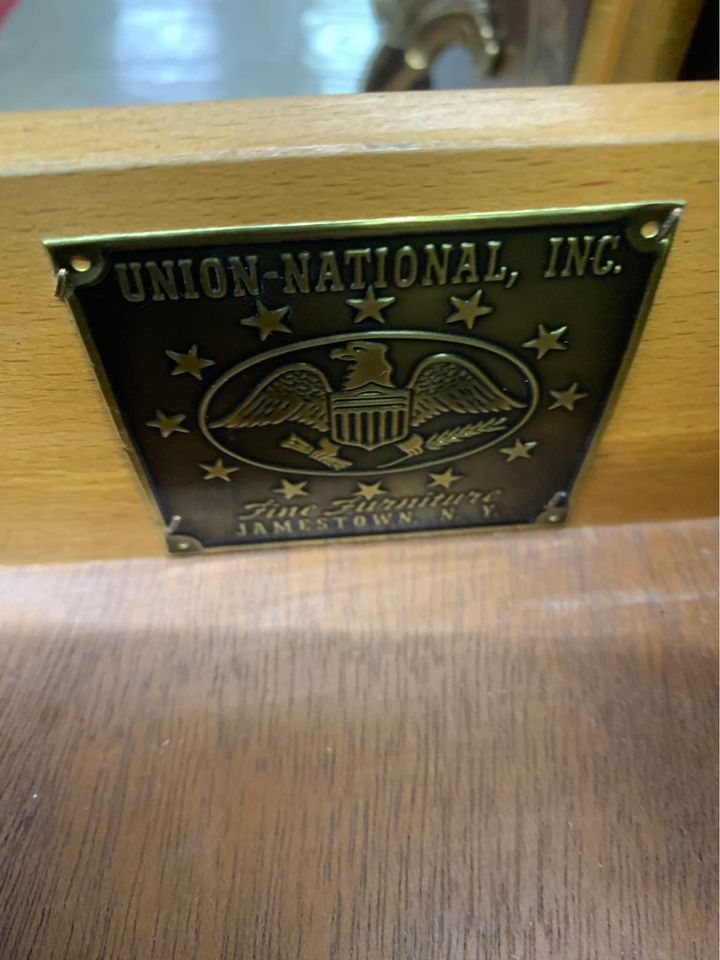 UNION-NATIONAL, INC.
Fine Furniture
JAMESTOWN, N. Y.